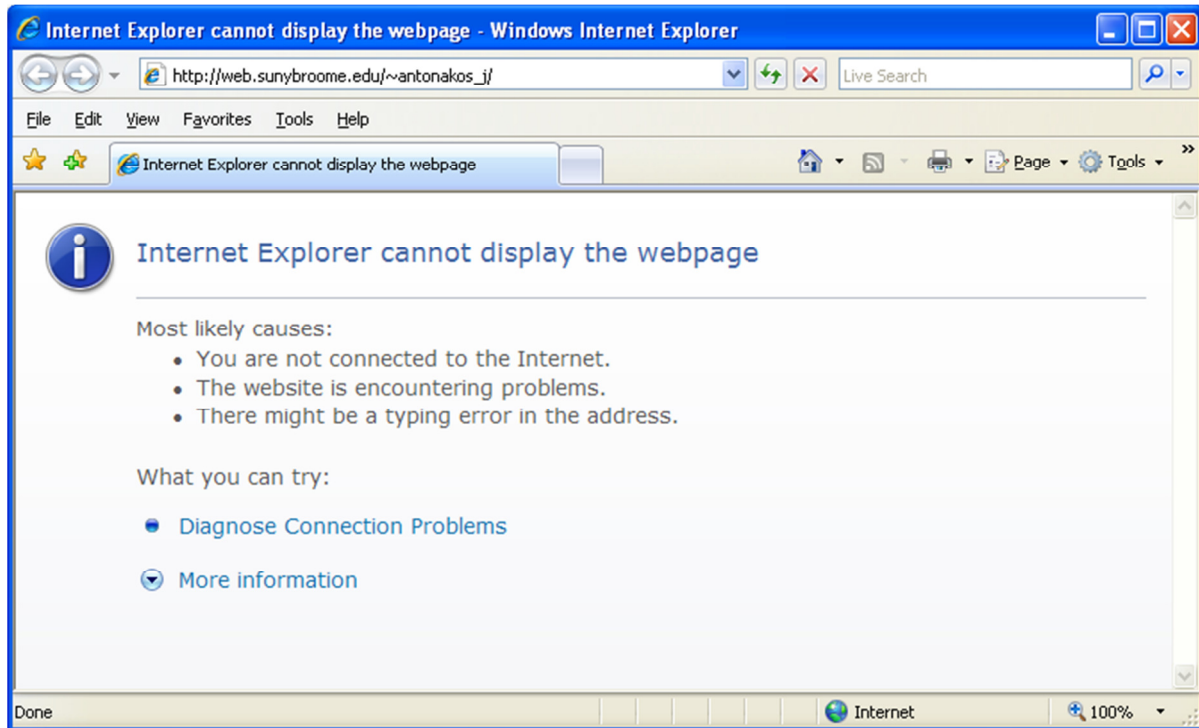 Internet Explorer cannot display the webpage - Windows Internet Explorer
http://web.sunybroome.edu/~antonakos_j/ Live Search
File Edit View Favorites Tools Help
Internet Explorer cannot display the webpage Page Tools »
Internet Explorer cannot display the webpage
Most likely causes:
• You are not connected to the Internet.
• The website is encountering problems.
• There might be a typing error in the address.
What you can try:
Diagnose Connection Problems
More information
Done Internet 100%